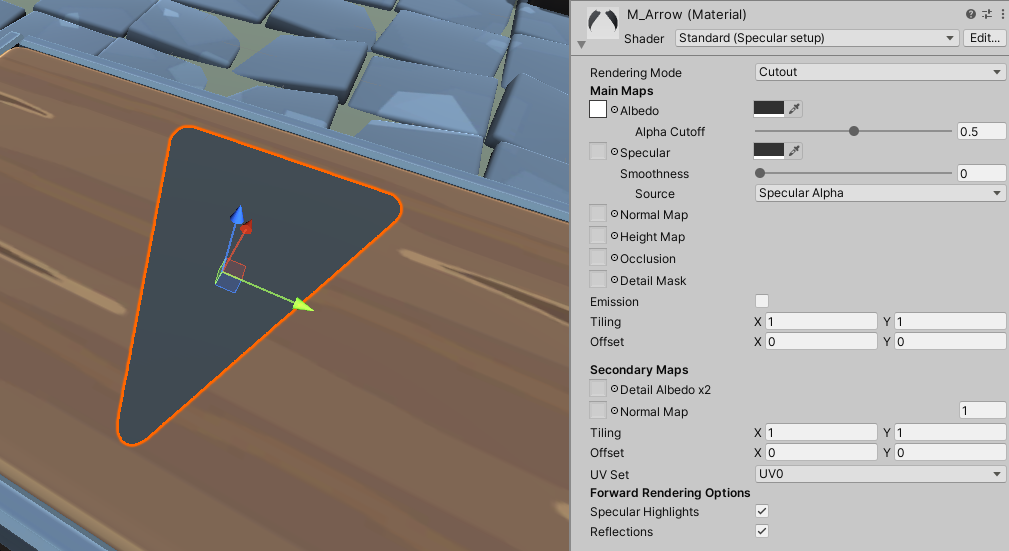 M_Arrow (Material)
Shader Standard (Specular setup) Edit...
Rendering Mode Cutout
Main Maps
Albedo
Alpha Cutoff 0.5
Specular
Smoothness 0
Source Specular Alpha
Normal Map
Height Map
Occlusion
Detail Mask
Emission
Tiling X 1 Y 1
Offset X 0 Y 0
Secondary Maps
Detail Albedo x2
Normal Map 1
Tiling X 1 Y 1
Offset X 0 Y 0
UV Set UV0
Forward Rendering Options
Specular Highlights
Reflections